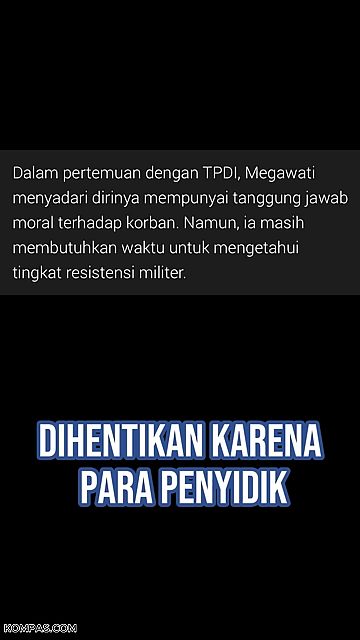 Dalam pertemuan dengan TPDI, Megawati
menyadari dirinya mempunyai tanggung jawab
moral terhadap korban. Namun, ia masih
membutuhkan waktu untuk mengetahui
tingkat resistensi militer.
DIHENTIKAN KARENA
PARA PENYIDIK
KOMPAS.COM